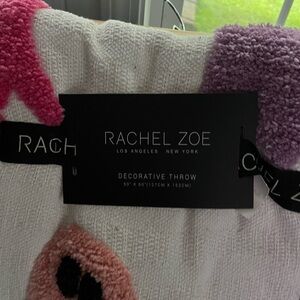 RACH
RACHEL ZOE
LOS ANGELES NEW YORK
DECORATIVE THROW
50" X 60" (127CM X 152CM)